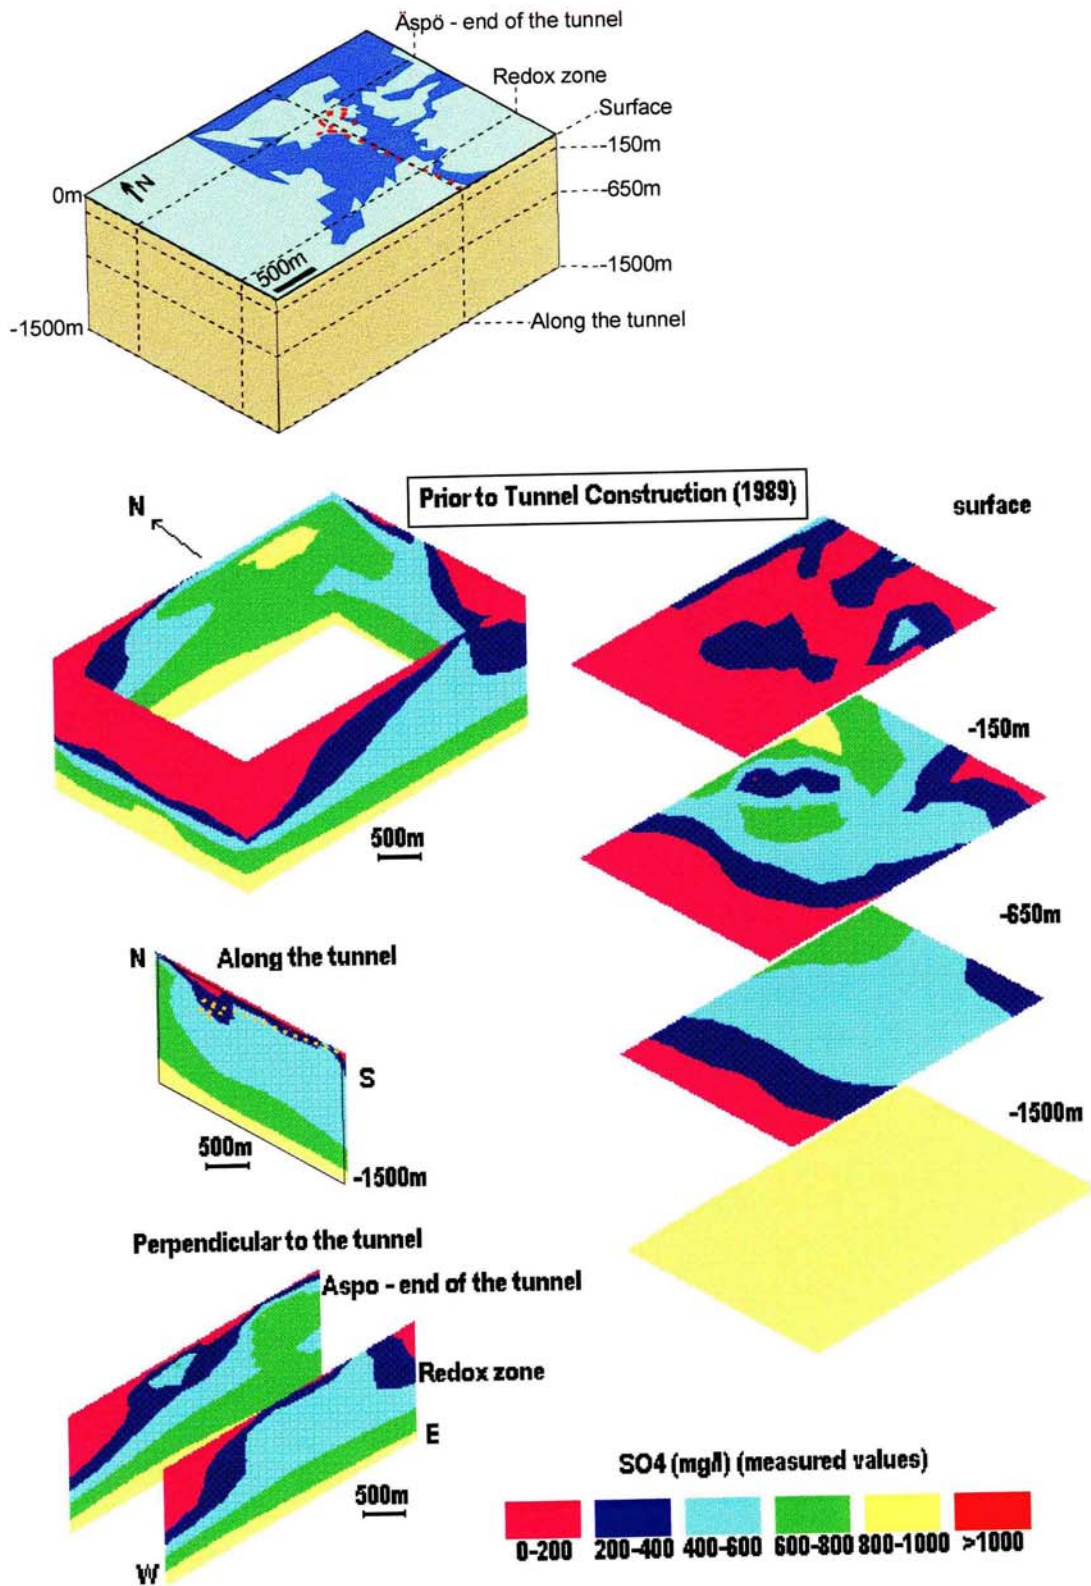 Äspö - end of the tunnel
Redox zone
Surface
-150m
-650m
-1500m
Along the tunnel
0m
N
500m
-1500m
Prior to Tunnel Construction (1989)
N
surface
-150m
500m
-650m
N
Along the tunnel
S
500m
-1500m
-1500m
Perpendicular to the tunnel
Aspo - end of the tunnel
Redox zone
E
500m
W
SO4 (mg/l) (measured values)
0-200 200-400 400-600 600-800 800-1000 >1000